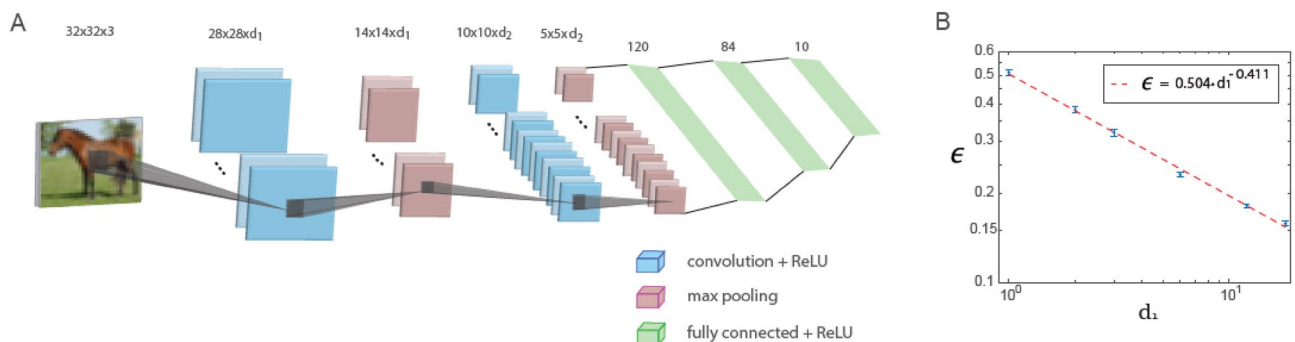 A
32x32x3
28x28xd₁
14x14xd₁
10x10xd₂
5x5xd₂
120
84
10
convolution + ReLU
max pooling
fully connected + ReLU
B
0.6
0.5
0.4
0.3
0.2
0.15
0.1
ϵ
ϵ = 0.504·d₁^-0.411
10⁰
10¹
d₁